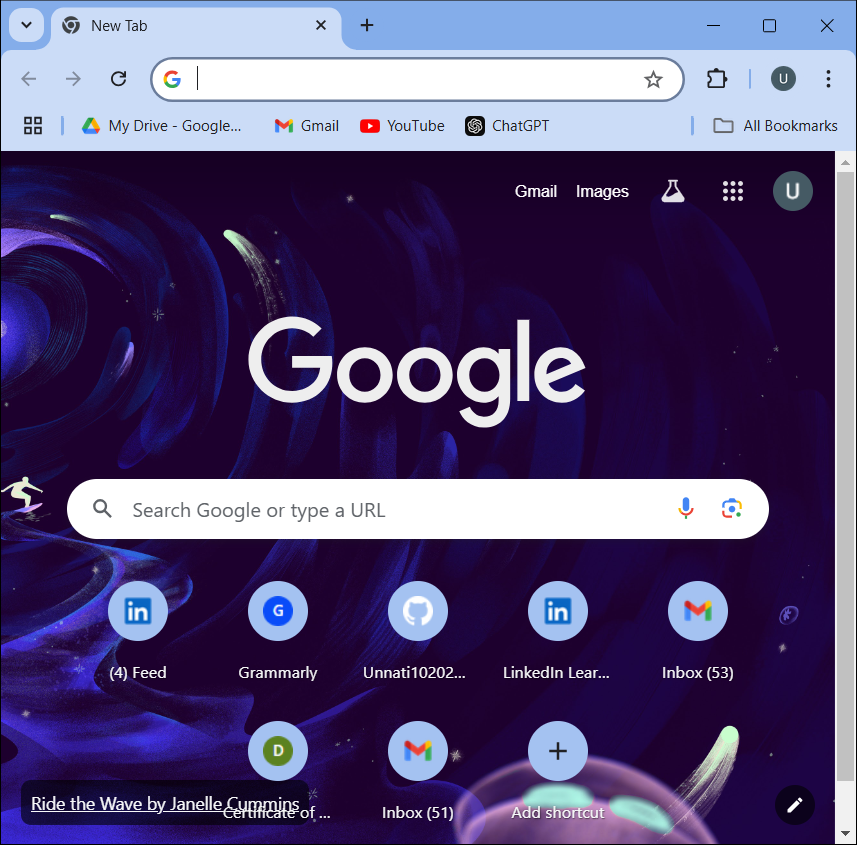 New Tab
My Drive - Google... Gmail YouTube ChatGPT All Bookmarks
U
Gmail Images U
Google
Search Google or type a URL
in G in
(4) Feed Grammarly Unnati10202... LinkedIn Lear... Inbox (53)
D
Ride the Wave by Janelle Cummins
Certificate of ... Inbox (51) Add shortcut